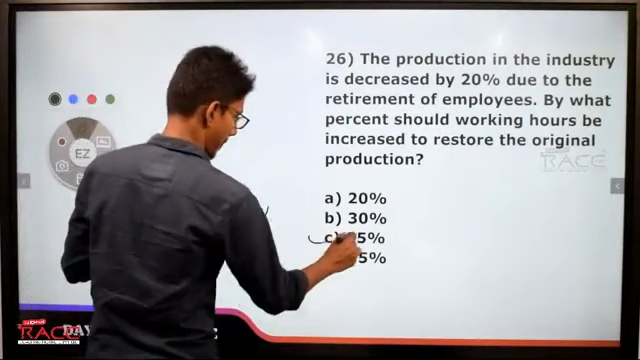 26) The production in the industry
is decreased by 20% due to the
retirement of employees. By what
percent should working hours be
increased to restore the original
production?
a) 20%
b) 30%
c) 5%
5%
EZ
RACE
RACE
DAY